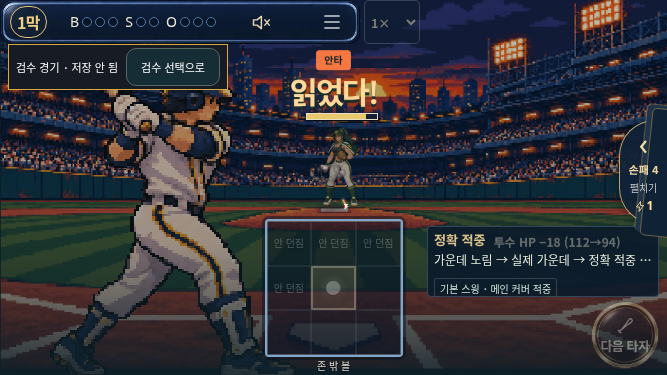 1막 B S O
1×
검수 경기 · 저장 안 됨 검수 선택으로
안타
읽었다!
손패 4
펼치기
1
안 던짐 안 던짐 안 던짐
안 던짐
존 밖 볼
정확 적중 투수 HP −18 (112→94)
가운데 노림 → 실제 가운데 → 정확 적중 ···
기본 스윙 · 메인 커버 적중
다음 타자